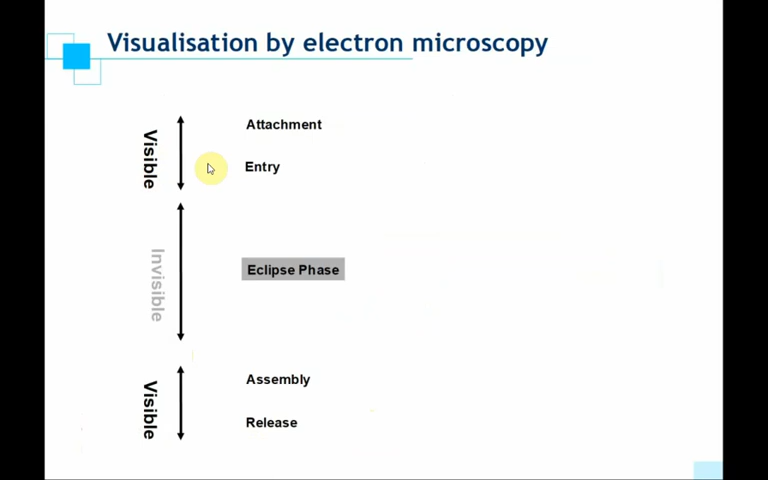 Visualisation by electron microscopy
Visible
Attachment
Entry
Invisible
Eclipse Phase
Visible
Assembly
Release